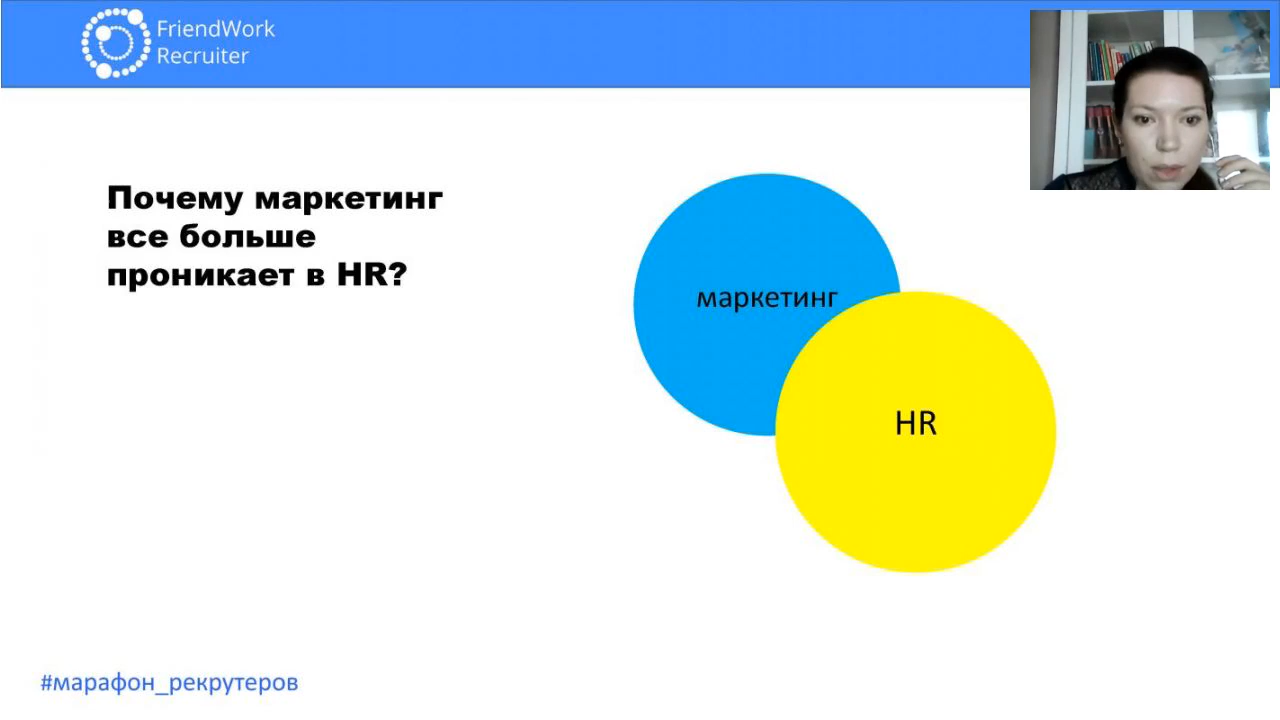 FriendWork
Recruiter
Почему маркетинг
все больше
проникает в HR?
маркетинг
HR
#марафон_рекрутеров